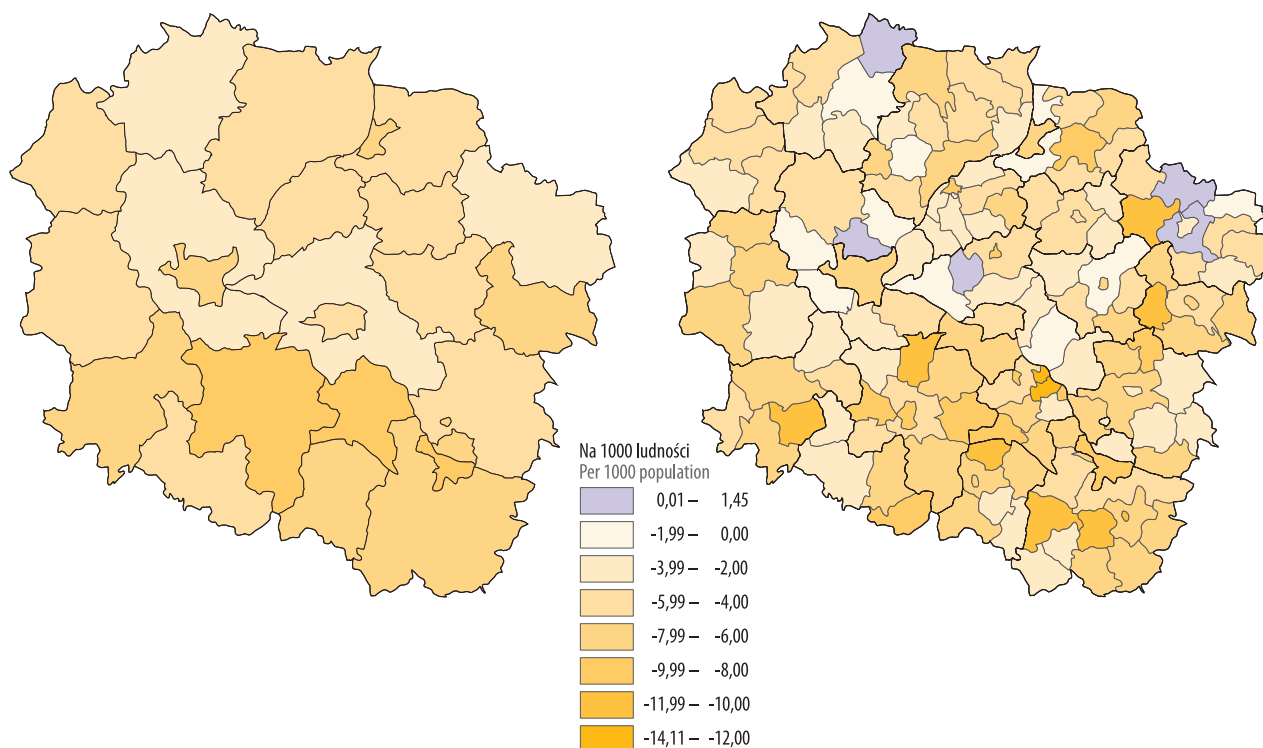 Na 1000 ludności
Per 1000 population
0,01 – 1,45
-1,99 – 0,00
-3,99 – -2,00
-5,99 – -4,00
-7,99 – -6,00
-9,99 – -8,00
-11,99 – -10,00
-14,11 – -12,00